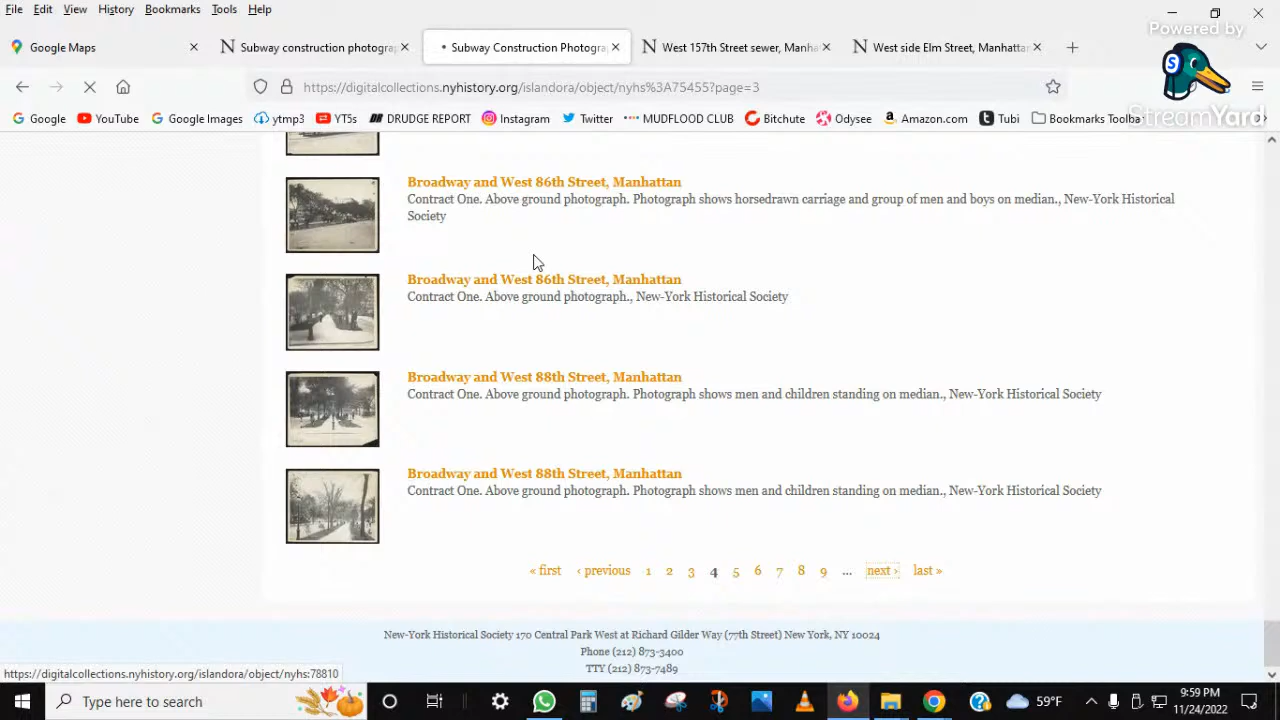 File Edit View History Bookmarks Tools Help
Powered by
Google Maps
Subway construction photogra
Subway Construction Photogra
West 157th Street sewer, Manha
West side Elm Street, Manhattan
https://digitalcollections.nyhistory.org/islandora/object/nyhs%3A75455?page=3
StreamYard
Google YouTube Google Images ytmp3 YT5s DRUDGE REPORT Instagram Twitter MUDFLOOD CLUB Bitchute Odysee Amazon.com Tubi Bookmarks Toolba
Broadway and West 86th Street, Manhattan
Contract One. Above ground photograph. Photograph shows horsedrawn carriage and group of men and boys on median., New-York Historical
Society
Broadway and West 86th Street, Manhattan
Contract One. Above ground photograph., New-York Historical Society
Broadway and West 88th Street, Manhattan
Contract One. Above ground photograph. Photograph shows men and children standing on median., New-York Historical Society
Broadway and West 88th Street, Manhattan
Contract One. Above ground photograph. Photograph shows men and children standing on median., New-York Historical Society
« first ‹ previous 1 2 3 4 5 6 7 8 9 ... next › last »
New-York Historical Society 170 Central Park West at Richard Gilder Way (77th Street) New York, NY 10024
Phone (212) 873-3400
TTY (212) 873-7489
https://digitalcollections.nyhistory.org/islandora/object/nyhs:78810
Type here to search
59°F
9:59 PM
11/24/2022